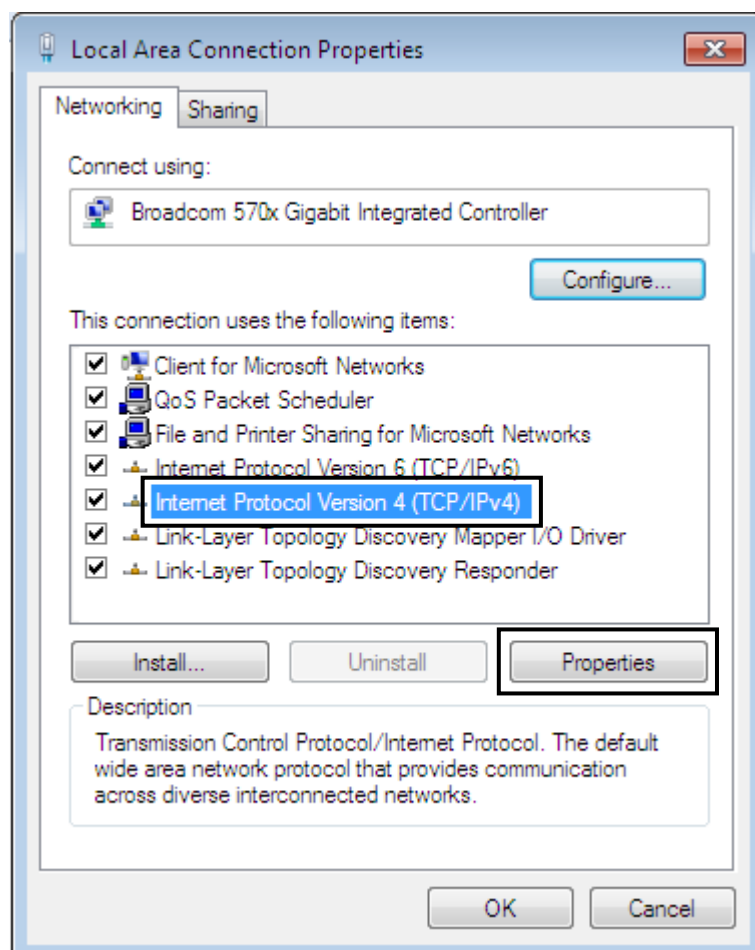 Local Area Connection Properties
Networking
Sharing
Connect using:
Broadcom 570x Gigabit Integrated Controller
Configure...
This connection uses the following items:
Client for Microsoft Networks
QoS Packet Scheduler
File and Printer Sharing for Microsoft Networks
Internet Protocol Version 6 (TCP/IPv6)
Internet Protocol Version 4 (TCP/IPv4)
Link-Layer Topology Discovery Mapper I/O Driver
Link-Layer Topology Discovery Responder
Install...
Uninstall
Properties
Description
Transmission Control Protocol/Internet Protocol. The default
wide area network protocol that provides communication
across diverse interconnected networks.
OK
Cancel